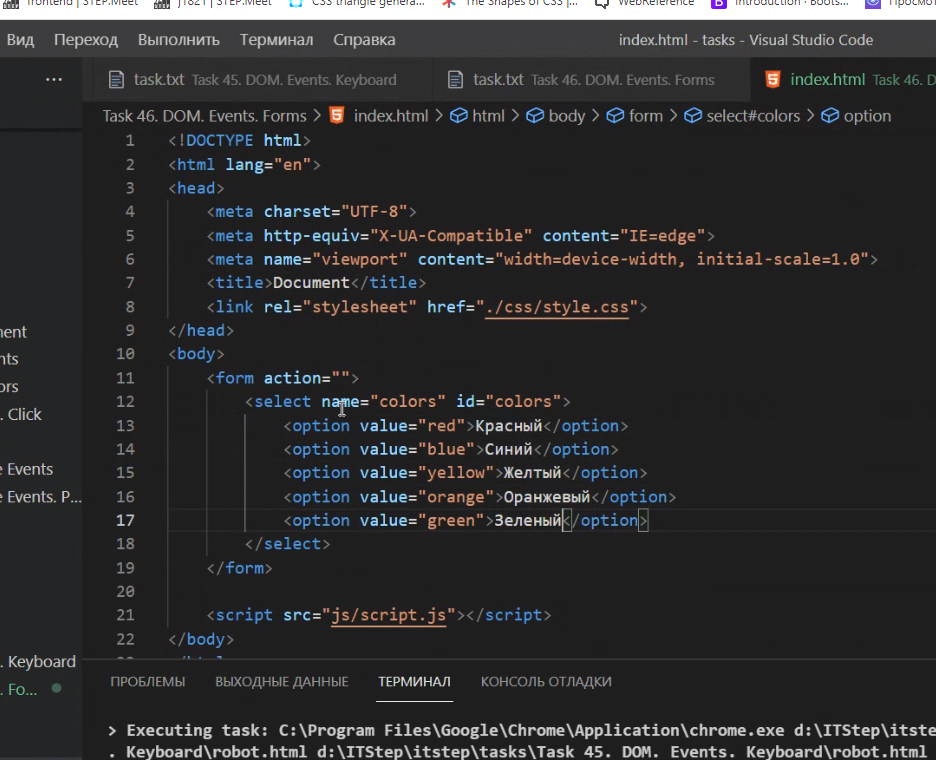 frontend | STEP.Meet J1821 | STEP.Meet CSS triangle genera... The Shapes of CSS |... WebReference Introduction · Boots... Просмот
Вид Переход Выполнить Терминал Справка index.html - tasks - Visual Studio Code
... task.txt Task 45. DOM. Events. Keyboard task.txt Task 46. DOM. Events. Forms index.html Task 46. D
Task 46. DOM. Events. Forms > index.html > html > body > form > select#colors > option
1 <!DOCTYPE html>
2 <html lang="en">
3 <head>
4 <meta charset="UTF-8">
5 <meta http-equiv="X-UA-Compatible" content="IE=edge">
6 <meta name="viewport" content="width=device-width, initial-scale=1.0">
7 <title>Document</title>
8 <link rel="stylesheet" href="./css/style.css">
9 </head>
10 <body>
11 <form action="">
12 <select name="colors" id="colors">
13 <option value="red">Красный</option>
14 <option value="blue">Синий</option>
15 <option value="yellow">Желтый</option>
16 <option value="orange">Оранжевый</option>
17 <option value="green">Зеленый</option>
18 </select>
19 </form>
20
21 <script src="js/script.js"></script>
22 </body>
ment
nts
ors
. Click
e Events
e Events. P...
. Keyboard
. Fo...
ПРОБЛЕМЫ ВЫХОДНЫЕ ДАННЫЕ ТЕРМИНАЛ КОНСОЛЬ ОТЛАДКИ
> Executing task: C:\Program Files\Google\Chrome\Application\chrome.exe d:\ITStep\itste
. Keyboard\robot.html d:\ITStep\itstep\tasks\Task 45. DOM. Events. Keyboard\robot.html